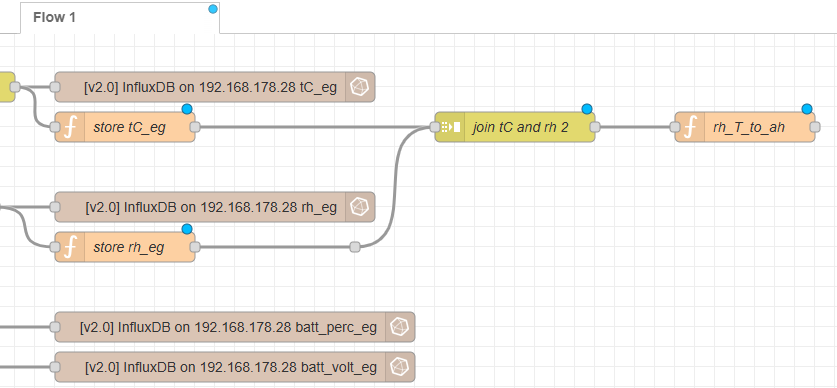 Flow 1
[v2.0] InfluxDB on 192.168.178.28 tC_eg
store tC_eg
join tC and rh 2
rh_T_to_ah
[v2.0] InfluxDB on 192.168.178.28 rh_eg
store rh_eg
[v2.0] InfluxDB on 192.168.178.28 batt_perc_eg
[v2.0] InfluxDB on 192.168.178.28 batt_volt_eg